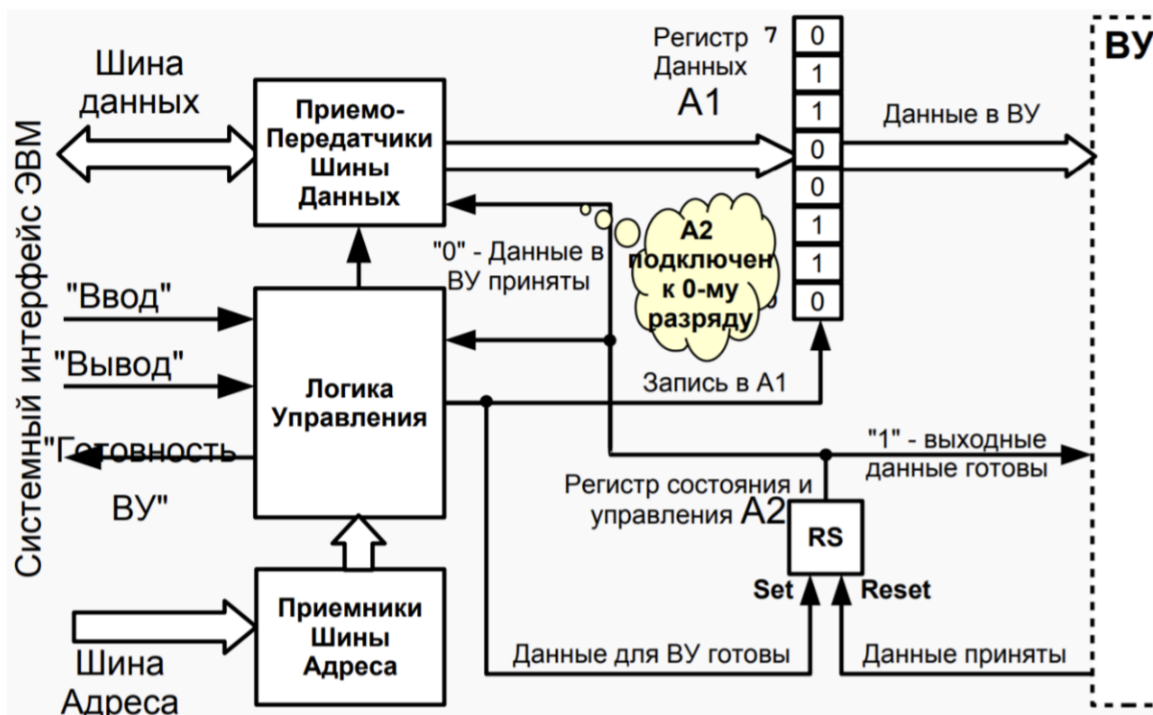 Системный интерфейс ЭВМ
Шина
данных
Приемо-
Передатчики
Шины
Данных
Регистр 7
Данных
A1
0
1
1
0
0
1
1
0
Данные в ВУ
ВУ
"0" - Данные в
ВУ приняты
A2
подключен
к 0-му
разряду
"Ввод"
"Вывод"
"Готовность
ВУ"
Логика
Управления
Запись в A1
"1" - выходные
данные готовы
Регистр состояния и
управления A2
RS
Set
Reset
Приемники
Шины
Адреса
Шина
Адреса
Данные для ВУ готовы
Данные приняты